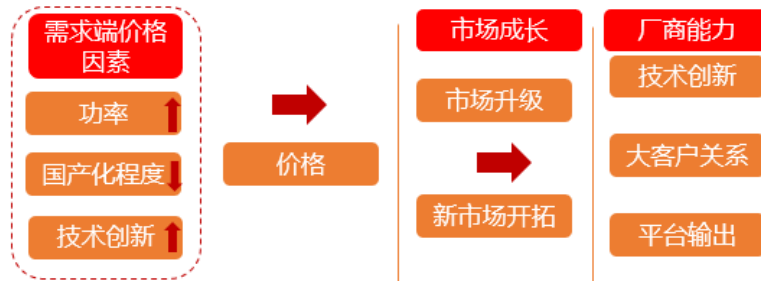 需求端价格
因素
功率
国产化程度
技术创新
价格
市场成长
市场升级
新市场开拓
厂商能力
技术创新
大客户关系
平台输出